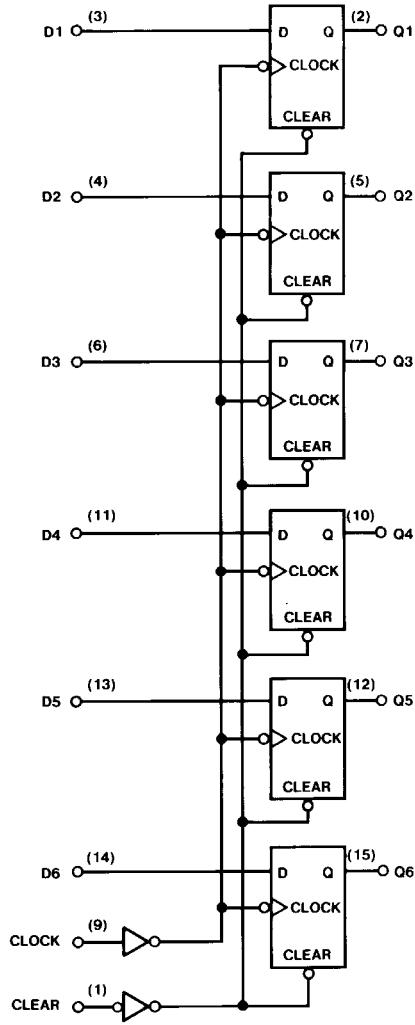 (3) (2)
D1 D Q Q1
CLOCK
CLEAR
(4) (5)
D2 D Q Q2
CLOCK
CLEAR
(6) (7)
D3 D Q Q3
CLOCK
CLEAR
(11) (10)
D4 D Q Q4
CLOCK
CLEAR
(13) (12)
D5 D Q Q5
CLOCK
CLEAR
(14) (15)
D6 D Q Q6
CLOCK
(9)
CLOCK
CLEAR
(1)
CLEAR